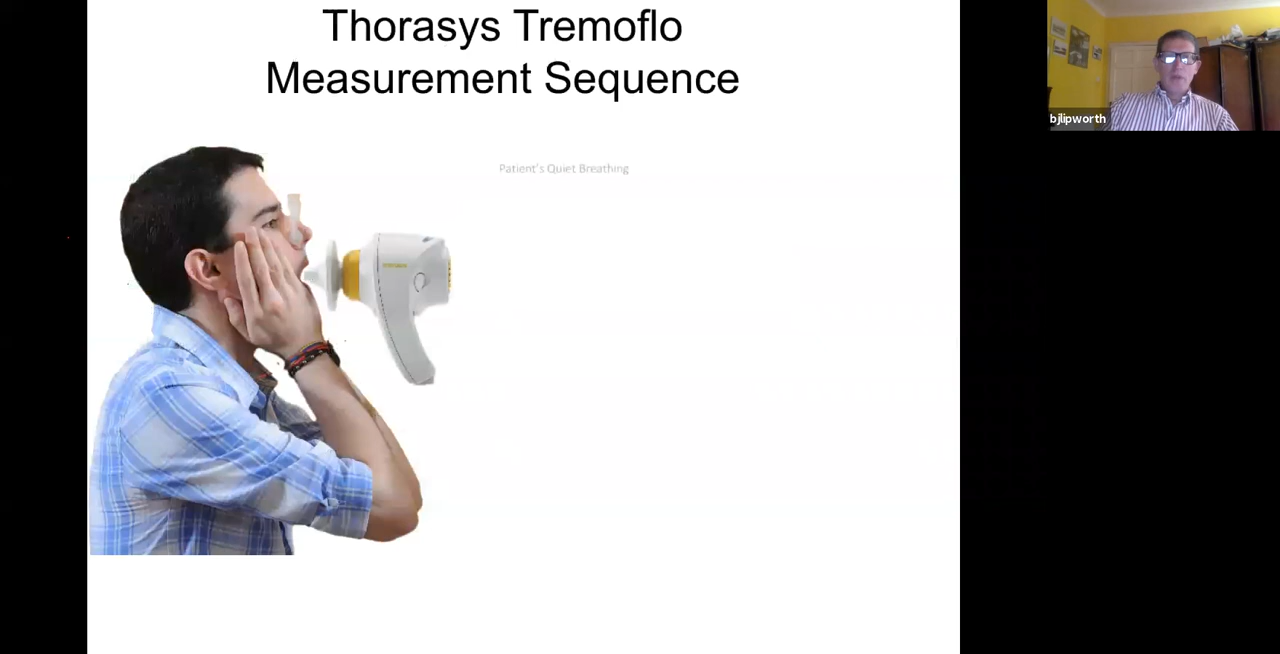 Thorasys Tremoflo
Measurement Sequence
Patient's Quiet Breathing
bjlipworth